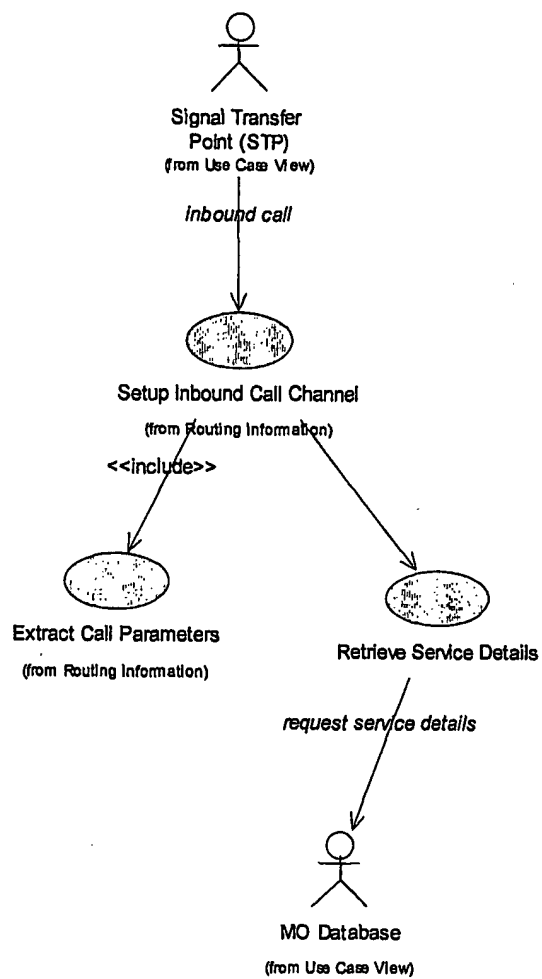 Signal Transfer
Point (STP)
(from Use Case View)
inbound call
Setup Inbound Call Channel
(from Routing Information)
<<include>>
Extract Call Parameters
(from Routing Information)
Retrieve Service Details
request service details
MO Database
(from Use Case View)